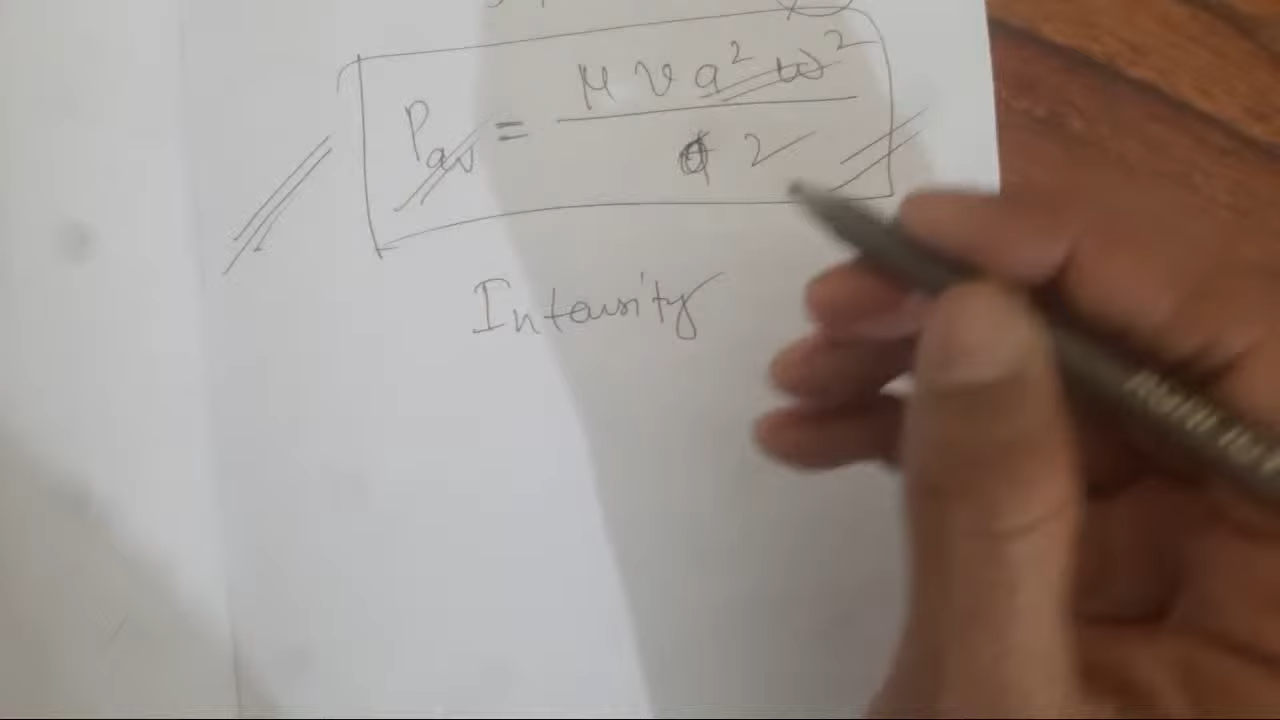 P_av = μ v a² ω² / 2
Intensity